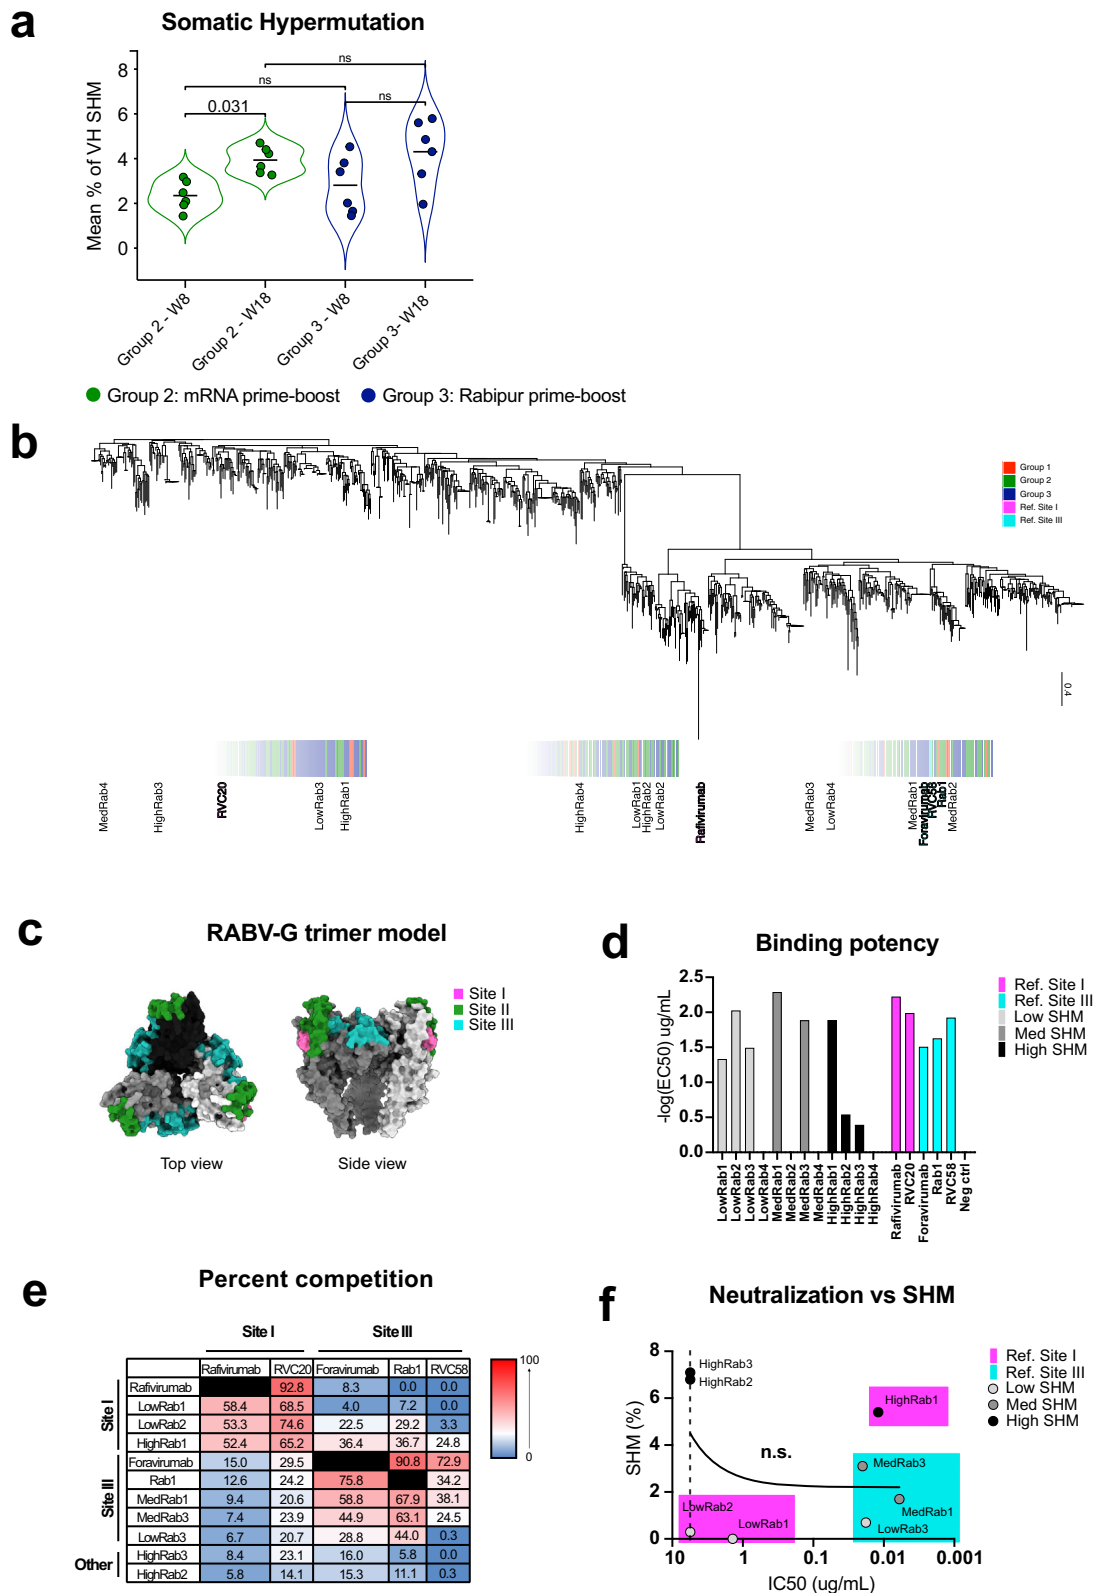 a
Somatic Hypermutation
Mean % of VH SHM
8
6
4
2
0
0.031
ns
ns
ns
Group 2 - W8
Group 2 - W18
Group 3 - W8
Group 3- W18
Group 2: mRNA prime-boost
Group 3: Rabipur prime-boost
b
Group 1
Group 2
Group 3
Ref. Site I
Ref. Site III
0.4
MedRab4
HighRab3
RVC20
LowRab3
HighRab1
HighRab4
LowRab1
HighRab2
LowRab2
Rafivirumab
MedRab3
LowRab4
MedRab1
Foravirumab
RVC58
Rab1
MedRab2
c
RABV-G trimer model
Site I
Site II
Site III
Top view
Side view
d
Binding potency
-log(EC50) ug/mL
2.5
2.0
1.5
1.0
0.5
0.0
LowRab1
LowRab2
LowRab3
LowRab4
MedRab1
MedRab2
MedRab3
MedRab4
HighRab1
HighRab2
HighRab3
HighRab4
Rafivirumab
RVC20
Foravirumab
Rab1
RVC58
Neg ctrl
Ref. Site I
Ref. Site III
Low SHM
Med SHM
High SHM
e
Percent competition
Site I Site III
Rafivirumab RVC20 Foravirumab Rab1 RVC58
Site I
Rafivirumab 92.8 8.3 0.0 0.0
LowRab1 58.4 68.5 4.0 7.2 0.0
LowRab2 53.3 74.6 22.5 29.2 3.3
HighRab1 52.4 65.2 36.4 36.7 24.8
Site III
Foravirumab 15.0 29.5 90.8 72.9
Rab1 12.6 24.2 75.8 34.2
MedRab1 9.4 20.6 58.8 67.9 38.1
MedRab3 7.4 23.9 44.9 63.1 24.5
LowRab3 6.7 20.7 28.8 44.0 0.3
Other
HighRab3 8.4 23.1 16.0 5.8 0.0
HighRab2 5.8 14.1 15.3 11.1 0.3
100
0
f
Neutralization vs SHM
SHM (%)
8
6
4
2
0
HighRab3
HighRab2
HighRab1
n.s.
MedRab3
MedRab1
LowRab3
LowRab2
LowRab1
10 1 0.1 0.01 0.001
IC50 (ug/mL)
Ref. Site I
Ref. Site III
Low SHM
Med SHM
High SHM